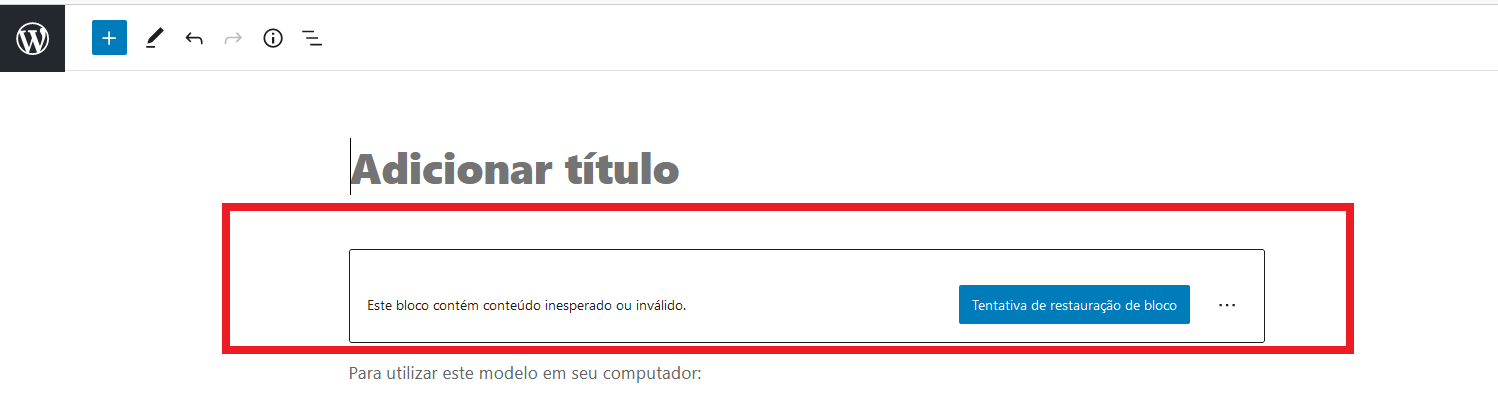 Adicionar título
Este bloco contém conteúdo inesperado ou inválido.
Tentativa de restauração de bloco
Para utilizar este modelo em seu computador: